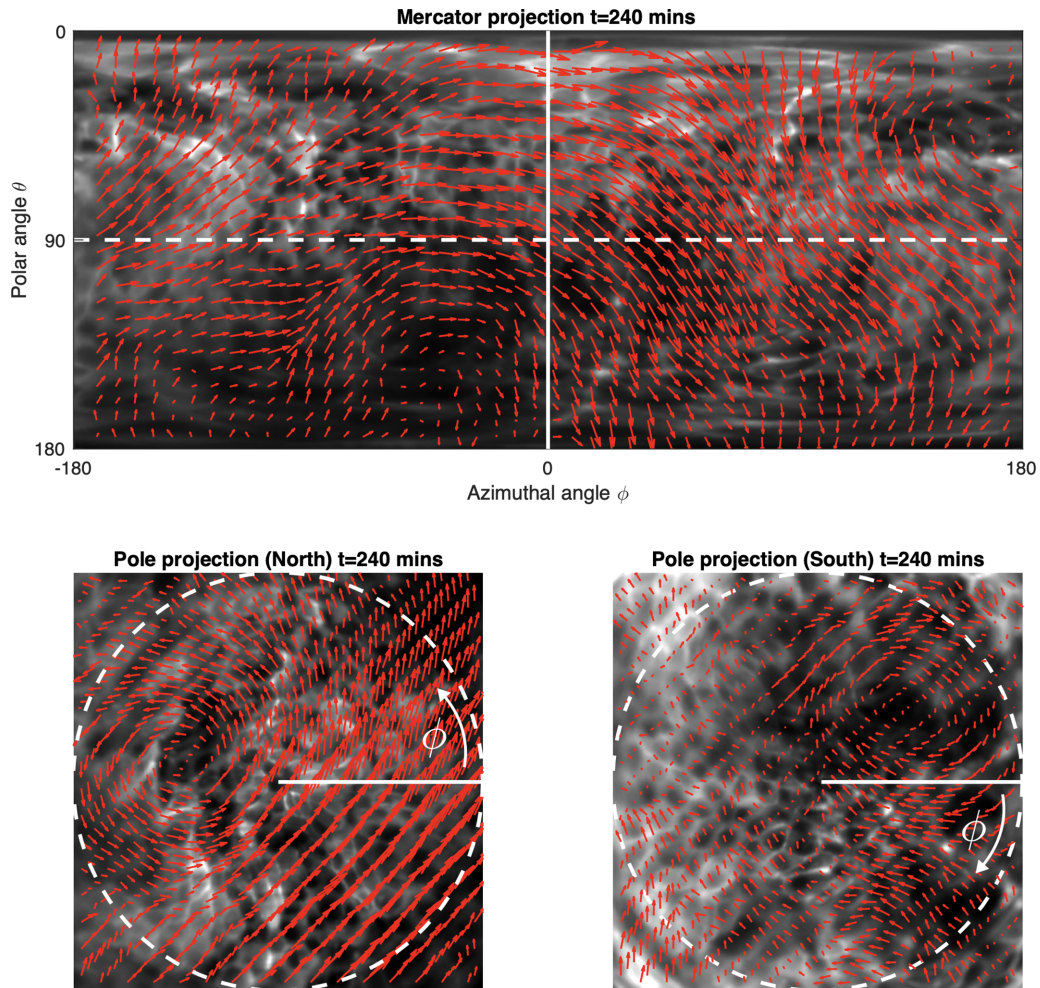 Mercator projection t=240 mins
0
90
180
Polar angle θ
-180
0
180
Azimuthal angle ϕ
Pole projection (North) t=240 mins
Pole projection (South) t=240 mins
ϕ
ϕ